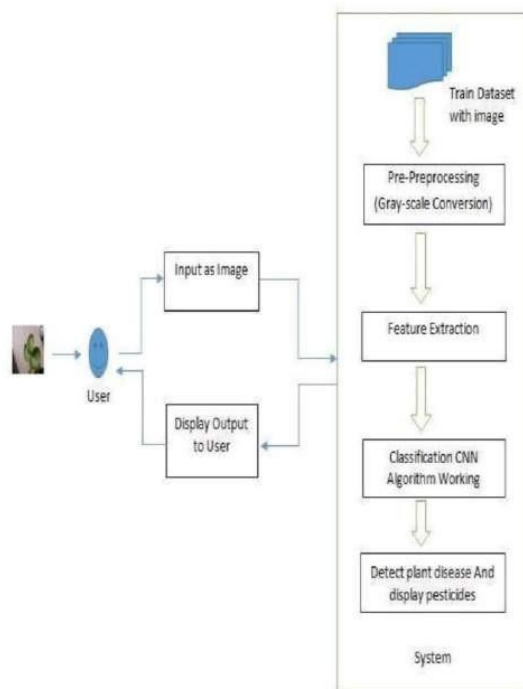 Train Dataset
with image
Pre-Preprocessing
(Gray-scale Conversion)
Input as Image
Feature Extraction
User
Display Output
to User
Classification CNN
Algorithm Working
Detect plant disease And
display pesticides
System